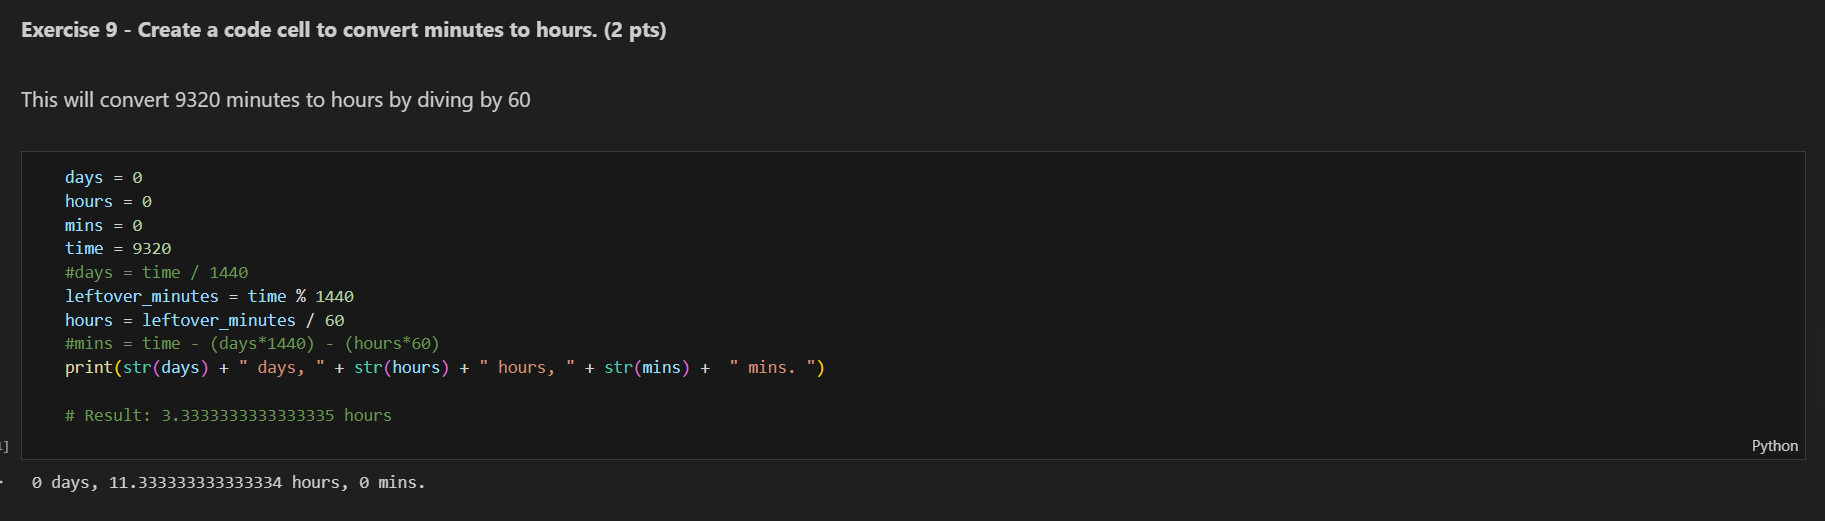 Exercise 9 - Create a code cell to convert minutes to hours. (2 pts)
This will convert 9320 minutes to hours by diving by 60
days = 0
hours = 0
mins = 0
time = 9320
#days = time / 1440
leftover_minutes = time % 1440
hours = leftover_minutes / 60
#mins = time - (days*1440) - (hours*60)
print(str(days) + " days, " + str(hours) + " hours, " + str(mins) +  " mins. ")
# Result: 3.3333333333333335 hours
]
Python
0 days, 11.333333333333334 hours, 0 mins.